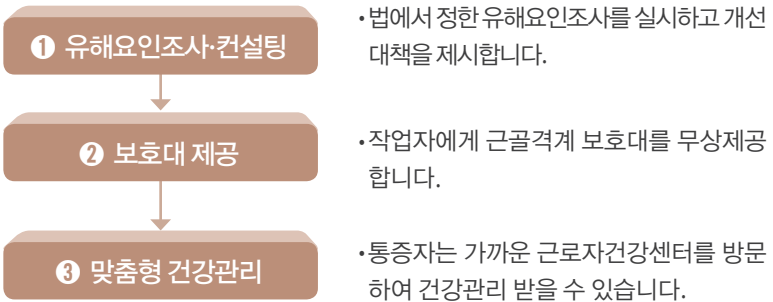 ❶ 유해요인조사·컨설팅
•법에서 정한 유해요인조사를 실시하고 개선
대책을 제시합니다.
❷ 보호대 제공
•작업자에게 근골격계 보호대를 무상제공
합니다.
❸ 맞춤형 건강관리
•통증자는 가까운 근로자건강센터를 방문
하여 건강관리 받을 수 있습니다.